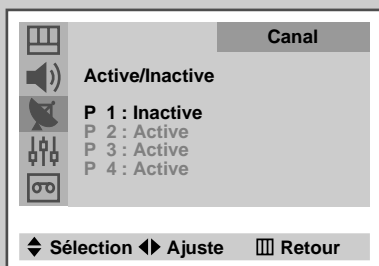 Canal
Active/Inactive
P 1 : Inactive
P 2 : Active
P 3 : Active
P 4 : Active
Sélection Ajuste Retour